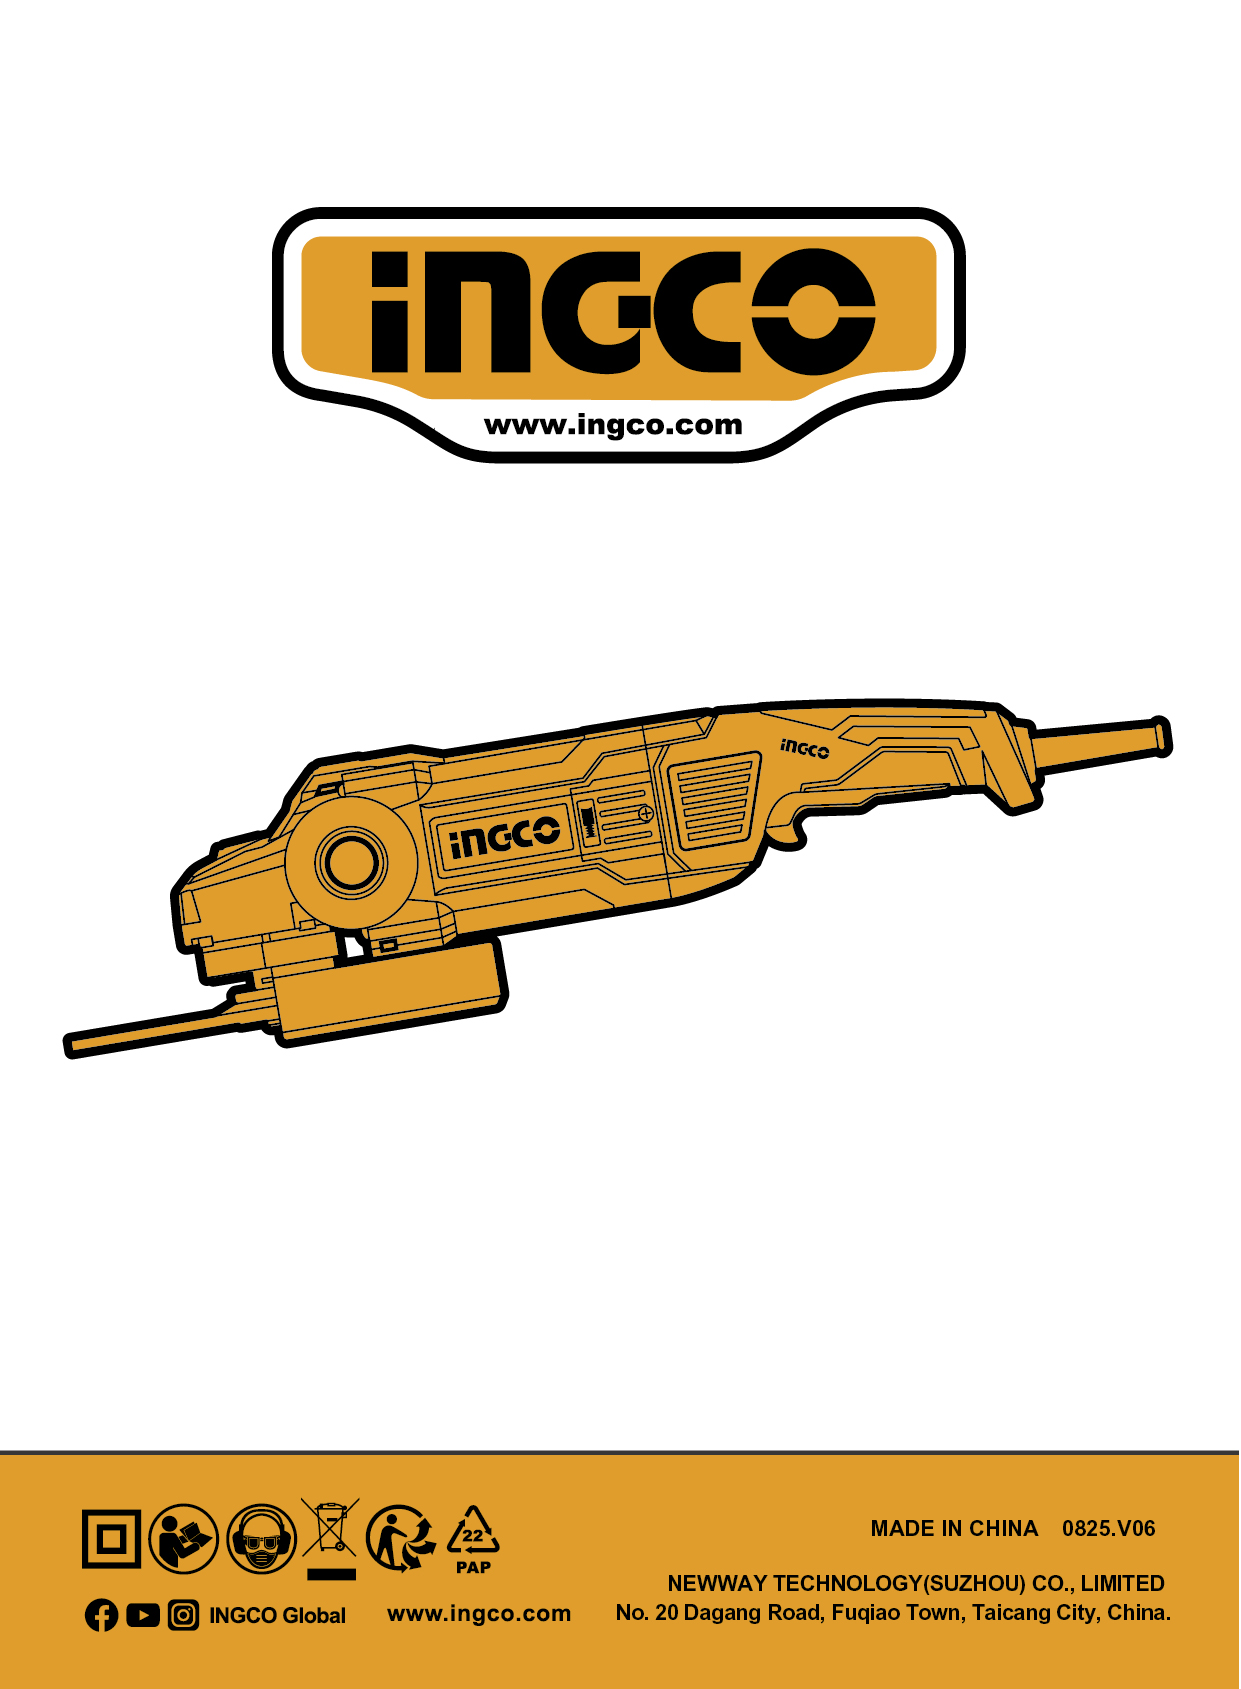 INGCO
www.ingco.com
INGCO
INGCO
22
PAP
MADE IN CHINA 0825.V06
NEWWAY TECHNOLOGY(SUZHOU) CO., LIMITED
INGCO Global www.ingco.com No. 20 Dagang Road, Fuqiao Town, Taicang City, China.